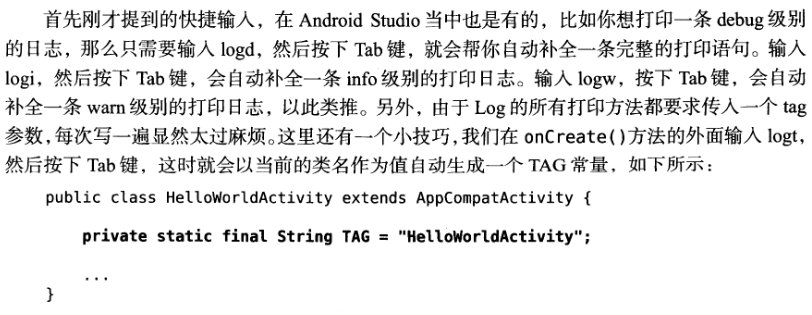 首先刚才提到的快捷输入，在 Android Studio 当中也是有的，比如你想打印一条 debug 级别
的日志，那么只需要输入 logd，然后按下 Tab 键，就会帮你自动补全一条完整的打印语句。输入
logi，然后按下 Tab 键，会自动补全一条 info 级别的打印日志。输入 logw，按下 Tab 键，会自动
补全一条 warn 级别的打印日志，以此类推。另外，由于 Log 的所有打印方法都要求传入一个 tag
参数，每次写一遍显然太过麻烦。这里还有一个小技巧，我们在 onCreate()方法的外面输入 logt，
然后按下 Tab 键，这时就会以当前的类名作为值自动生成一个 TAG 常量，如下所示：
public class HelloWorldActivity extends AppCompatActivity {
private static final String TAG = "HelloWorldActivity";
...
}